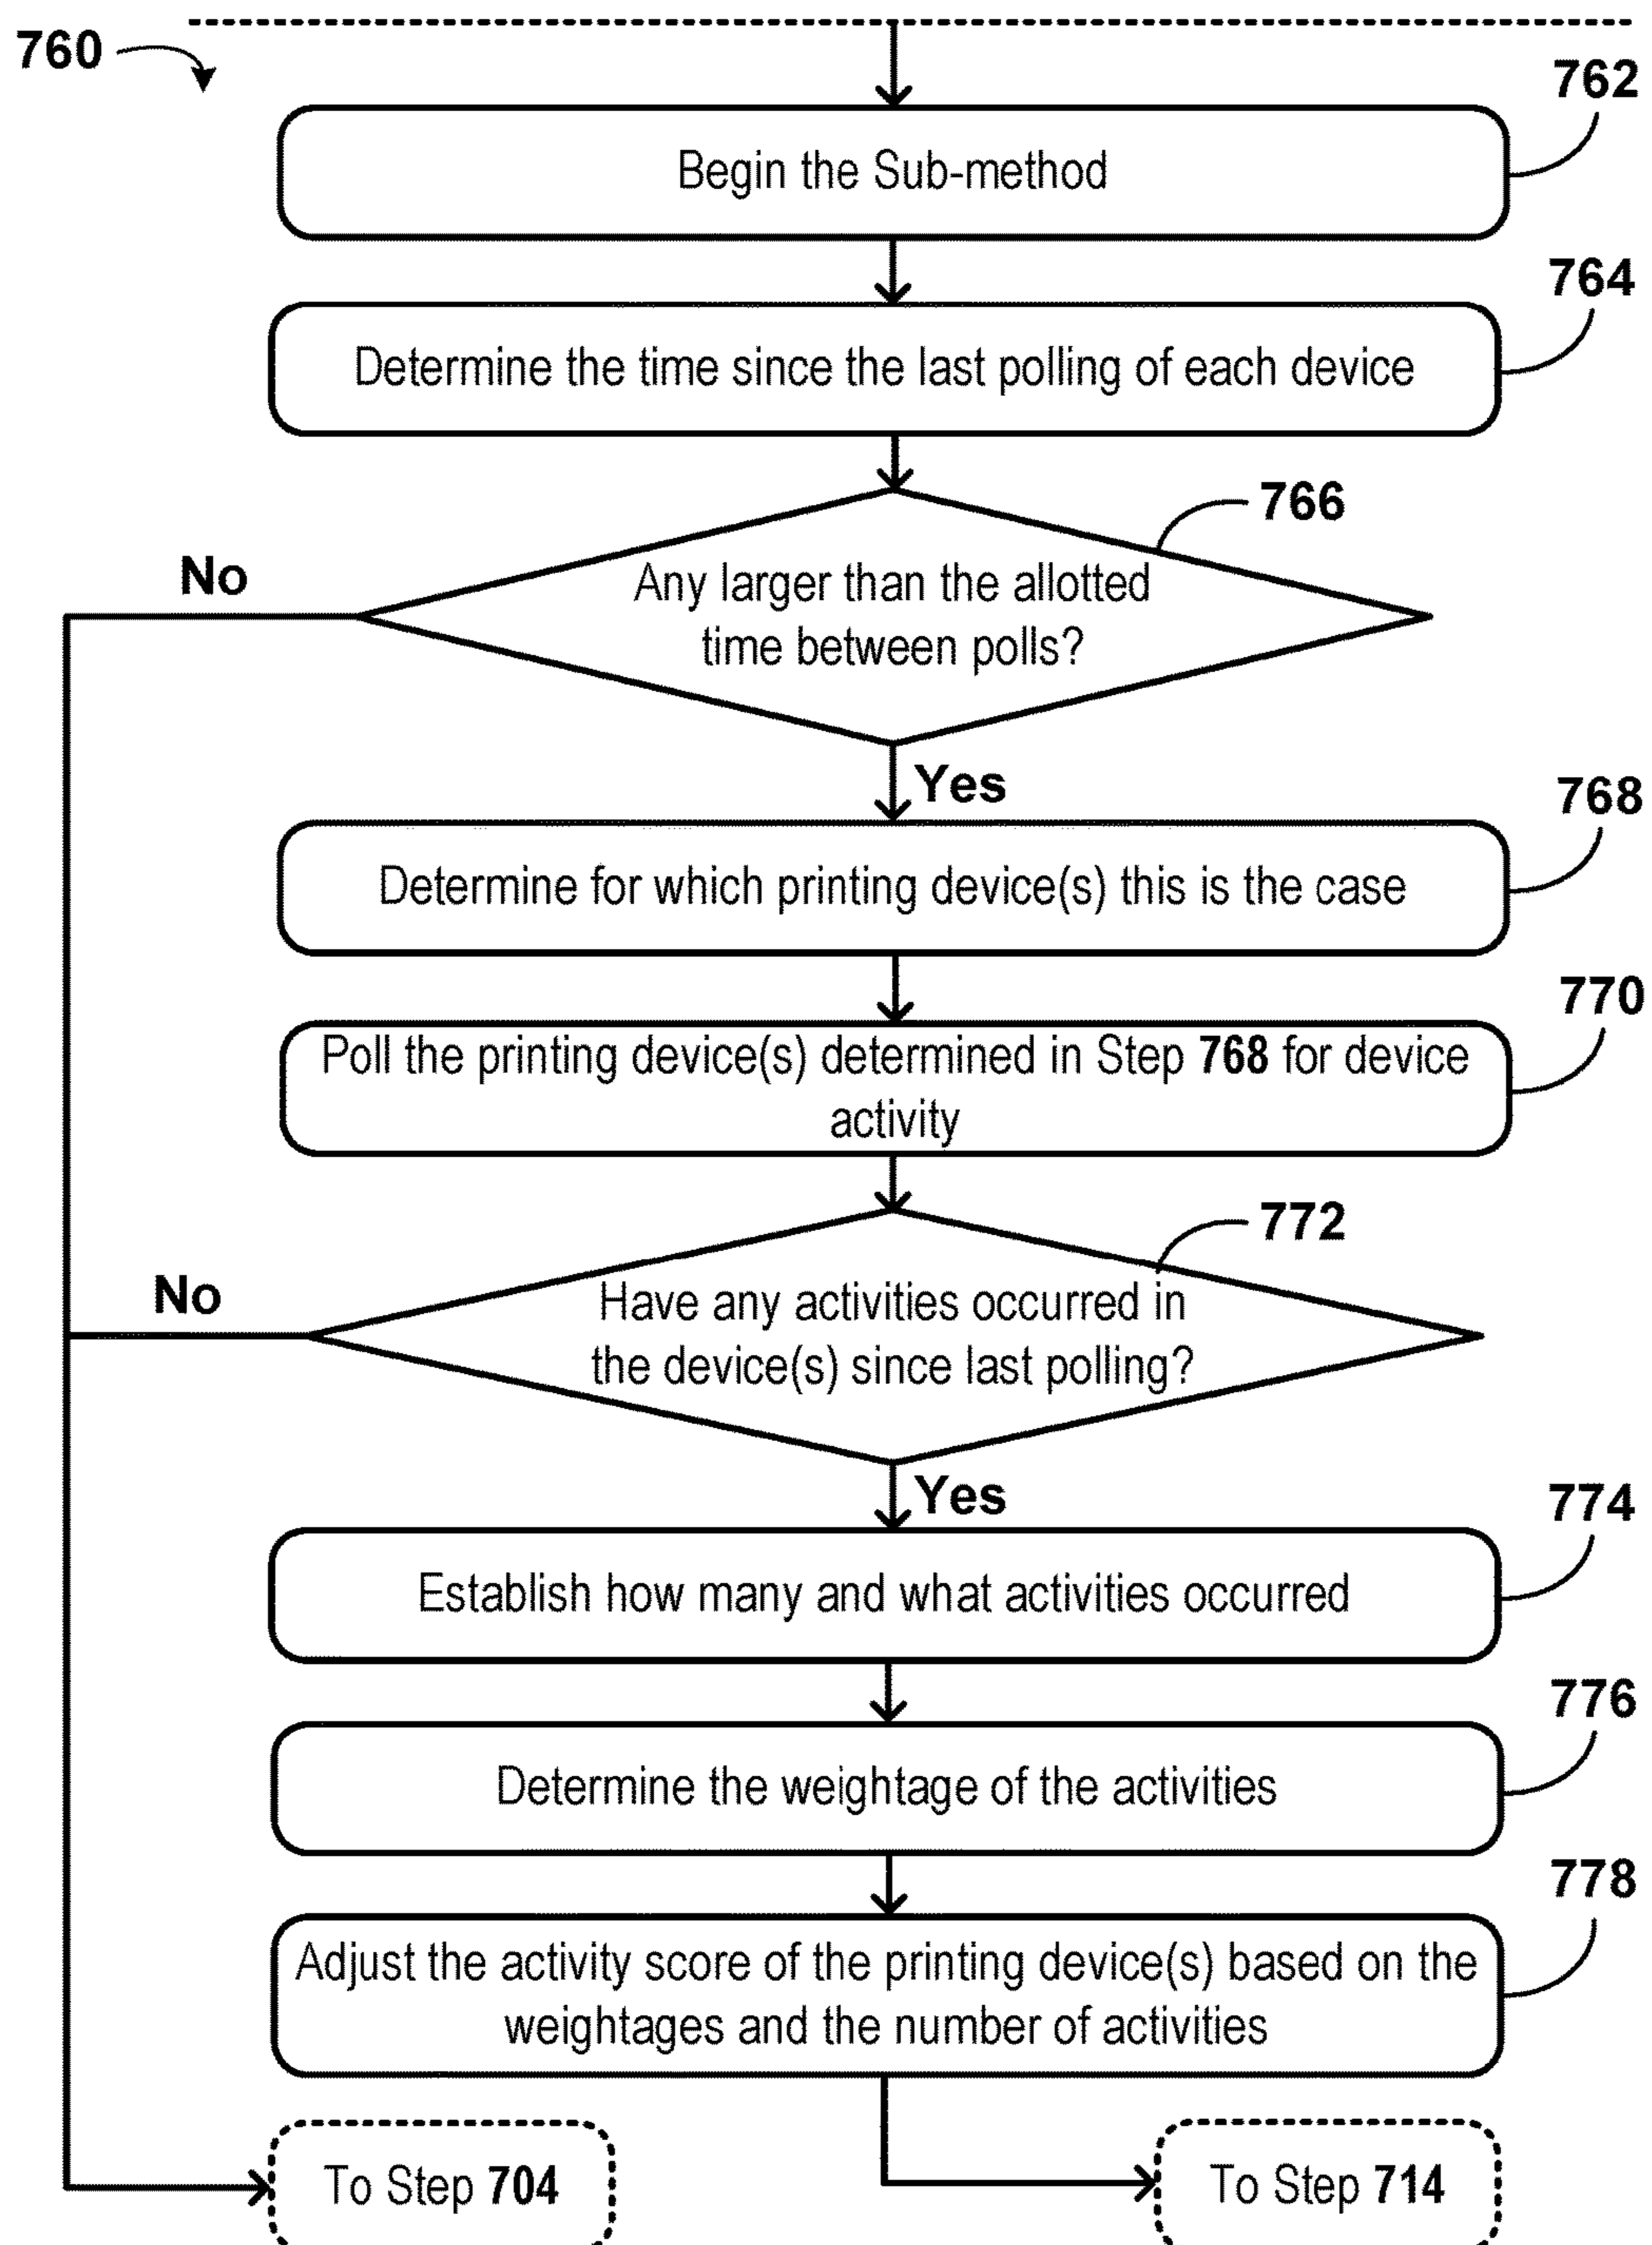 760
762
Begin the Sub-method
764
Determine the time since the last polling of each device
766
No
Any larger than the allotted
time between polls?
Yes
768
Determine for which printing device(s) this is the case
770
Poll the printing device(s) determined in Step 768 for device
activity
772
No
Have any activities occurred in
the device(s) since last polling?
Yes
774
Establish how many and what activities occurred
776
Determine the weightage of the activities
778
Adjust the activity score of the printing device(s) based on the
weightages and the number of activities
To Step 704
To Step 714